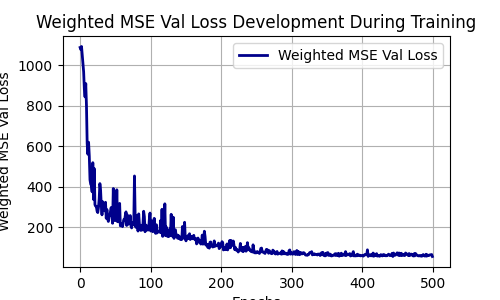 Weighted MSE Val Loss Development During Training
Weighted MSE Val Loss
Weighted MSE Val Loss
1000
800
600
400
200
0
100
200
300
400
500
Epochs